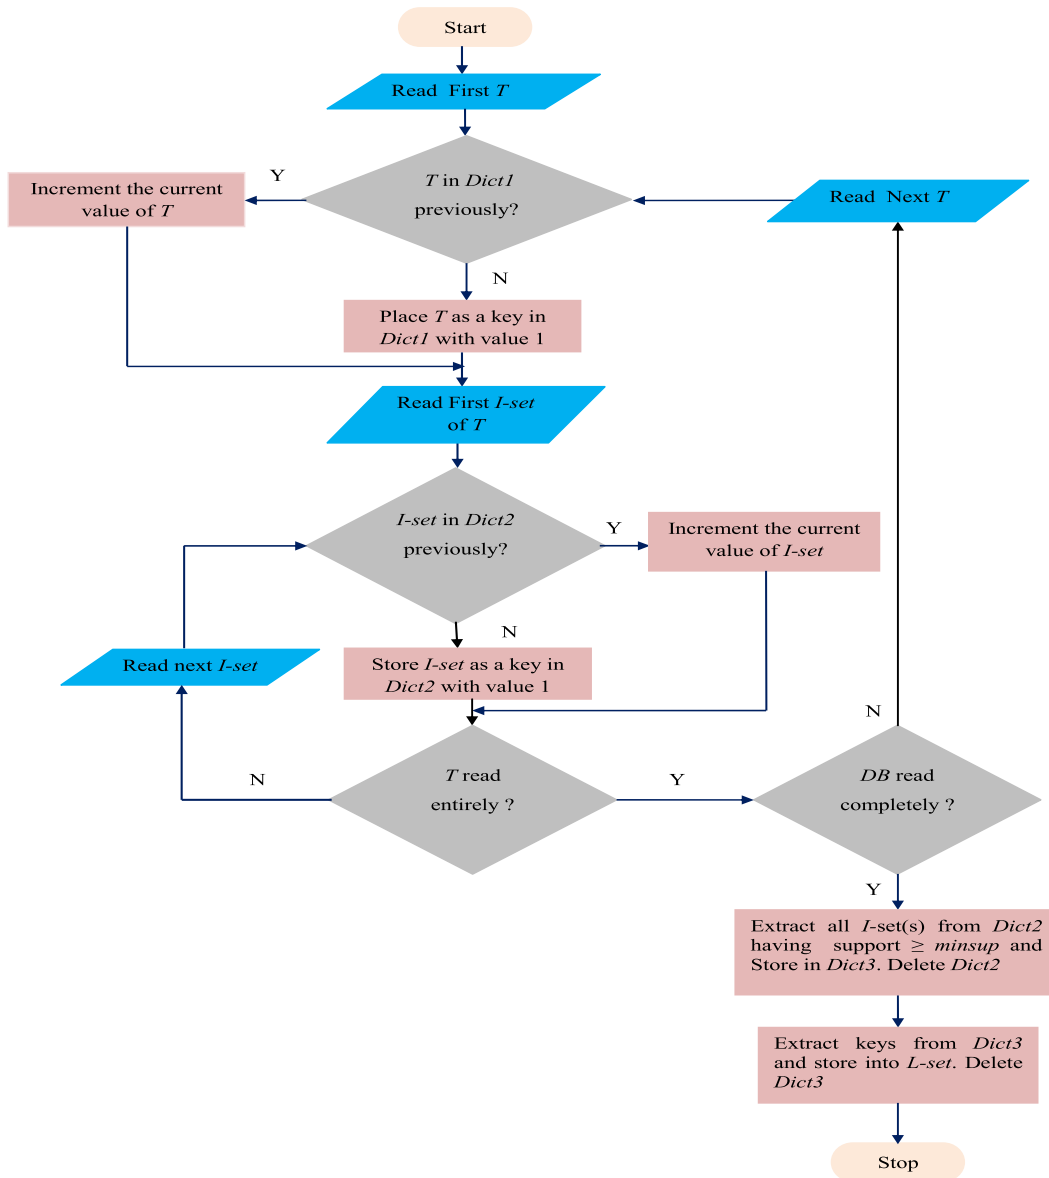 Start
Read First T
T in Dict1
previously?
Y
Increment the current
value of T
Read Next T
N
Place T as a key in
Dict1 with value 1
Read First I-set
of T
I-set in Dict2
previously?
Y
Increment the current
value of I-set
N
Store I-set as a key in
Dict2 with value 1
Read next I-set
T read
entirely ?
N
Y
DB read
completely ?
N
Y
Extract all I-set(s) from Dict2
having support ≥ minsup and
Store in Dict3. Delete Dict2
Extract keys from Dict3
and store into L-set. Delete
Dict3
Stop